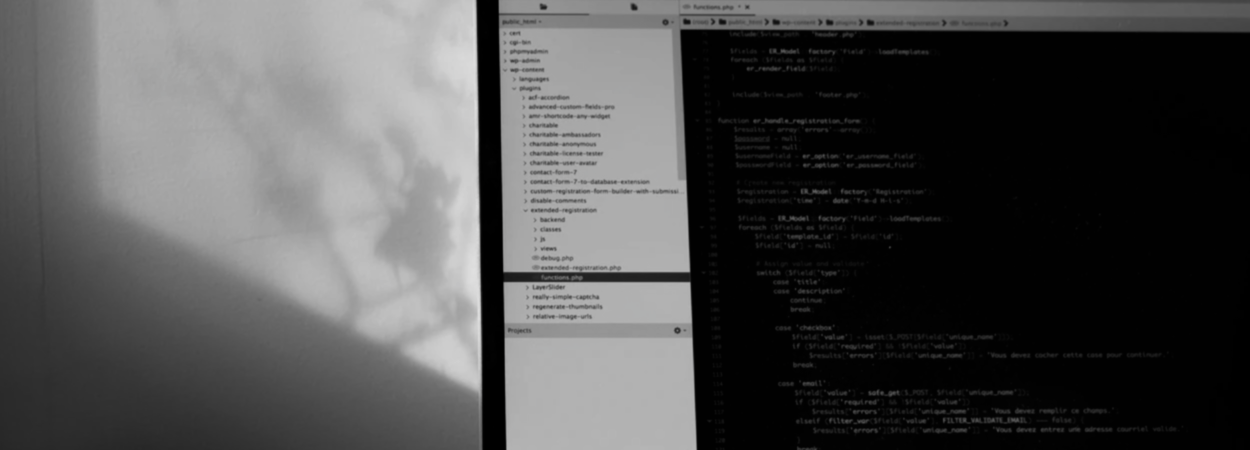 public_html
cert
cgi-bin
phpmyadmin
wp-admin
wp-content
languages
plugins
acf-accordion
advanced-custom-fields-pro
amr-shortcode-any-widget
charitable
charitable-ambassadors
charitable-anonymous
charitable-license-tester
charitable-user-avatar
contact-form-7
contact-form-7-to-database-extension
custom-registration-form-builder-with-submissi...
disable-comments
extended-registration
backend
classes
js
views
debug.php
extended-registration.php
functions.php
LayerSlider
really-simple-captcha
regenerate-thumbnails
relative-image-urls
Projects
functions.php
public_html wp-content plugins extended-registration functions.php
include($view_path "header.php");
$fields = ER_Model factory("Field") loadTemplates();
foreach ($fields as $field) {
er_render_field($field);
}
include($view_path "footer.php");
}
function er_handle_registration_form() {
$results = array("errors" array());
$password = null;
$username = null;
$usernameField = er_option("er_username_field");
$passwordField = er_option("er_password_field");
# Create new registration
$registration = ER_Model factory("Registration");
$registration["time"] = date("Y-m-d H:i:s");
$fields = ER_Model factory("Field") loadTemplates();
foreach ($fields as $field) {
$field["template_id"] = $field["id"];
$field["id"] = null;
# Assign value and validate
switch ($field["type"]) {
case "title":
case "description":
continue;
break;
case "checkbox":
$field["value"] = isset($_POST[$field["unique_name"]]);
if ($field["required"] && !$field["value"])
$results["errors"][$field["unique_name"]] = "Vous devez cocher cette case pour continuer.";
break;
case "email":
$field["value"] = safe_get($_POST, $field["unique_name"]);
if ($field["required"] && !$field["value"])
$results["errors"][$field["unique_name"]] = "Vous devez remplir ce champs.";
elseif (filter_var($field["value"], FILTER_VALIDATE_EMAIL) === false) {
$results["errors"][$field["unique_name"]] = "Vous devez entrez une adresse courriel valide."
}
break